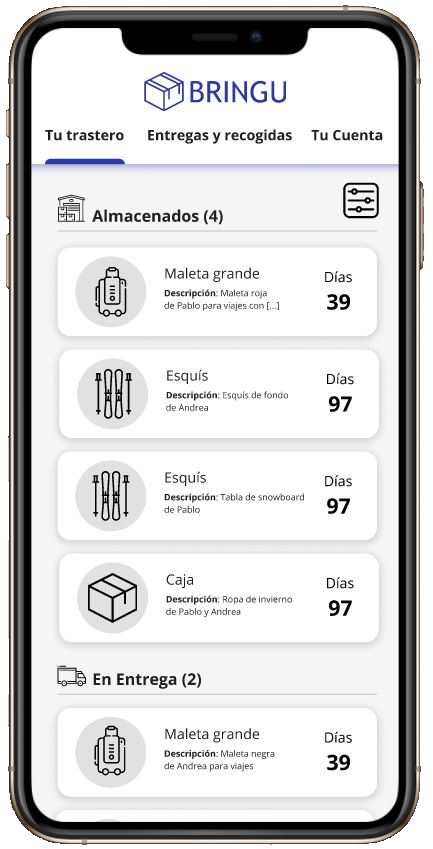 BRINGU
Tu trastero Entregas y recogidas Tu Cuenta
Almacenados (4)
Maleta grande
Descripción: Maleta roja
de Pablo para viajes con [...]
Días
39
Esquís
Descripción: Esquís de fondo
de Andrea
Días
97
Esquís
Descripción: Tabla de snowboard
de Pablo
Días
97
Caja
Descripción: Ropa de invierno
de Pablo y Andrea
Días
97
En Entrega (2)
Maleta grande
Descripción: Maleta negra
de Andrea para viajes
Días
39